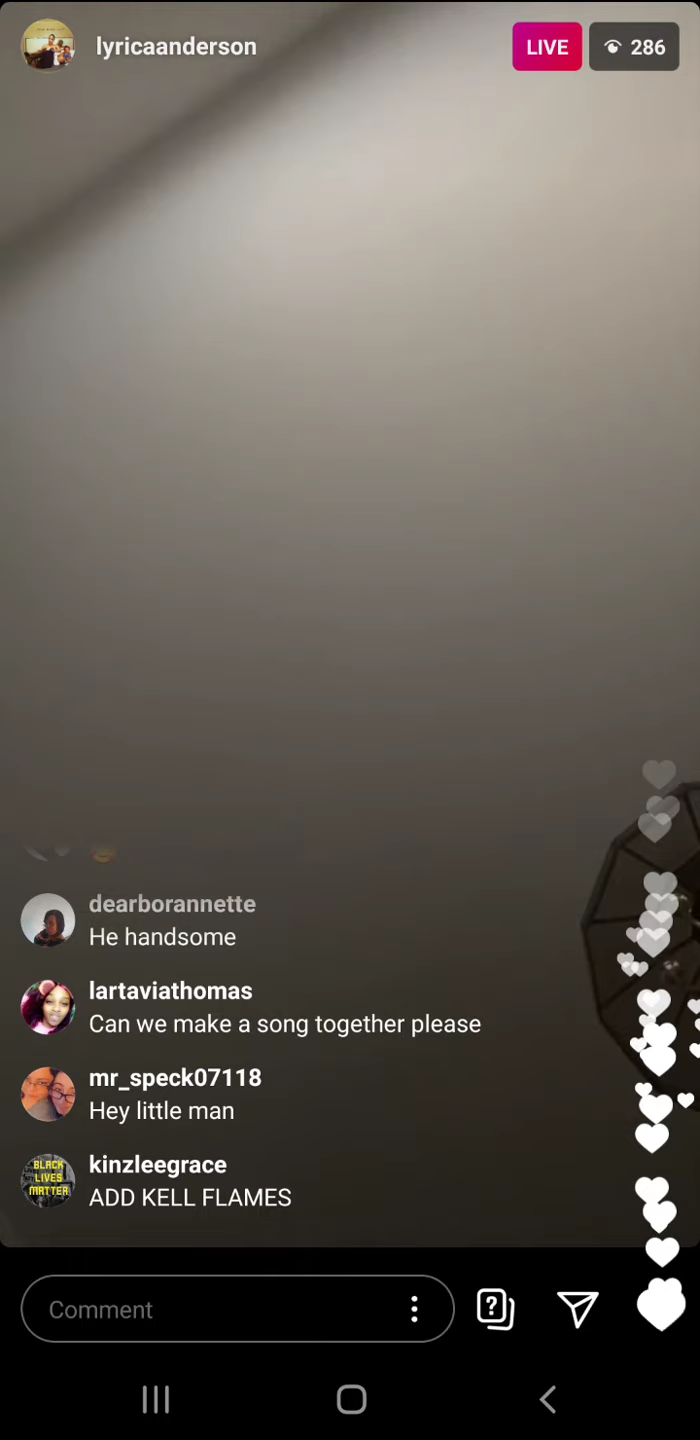 lyricaanderson
LIVE
286
dearborannette
He handsome
lartaviathomas
Can we make a song together please
mr_speck07118
Hey little man
kinzleegrace
BLACK
LIVES
MATTER
ADD KELL FLAMES
Comment
?